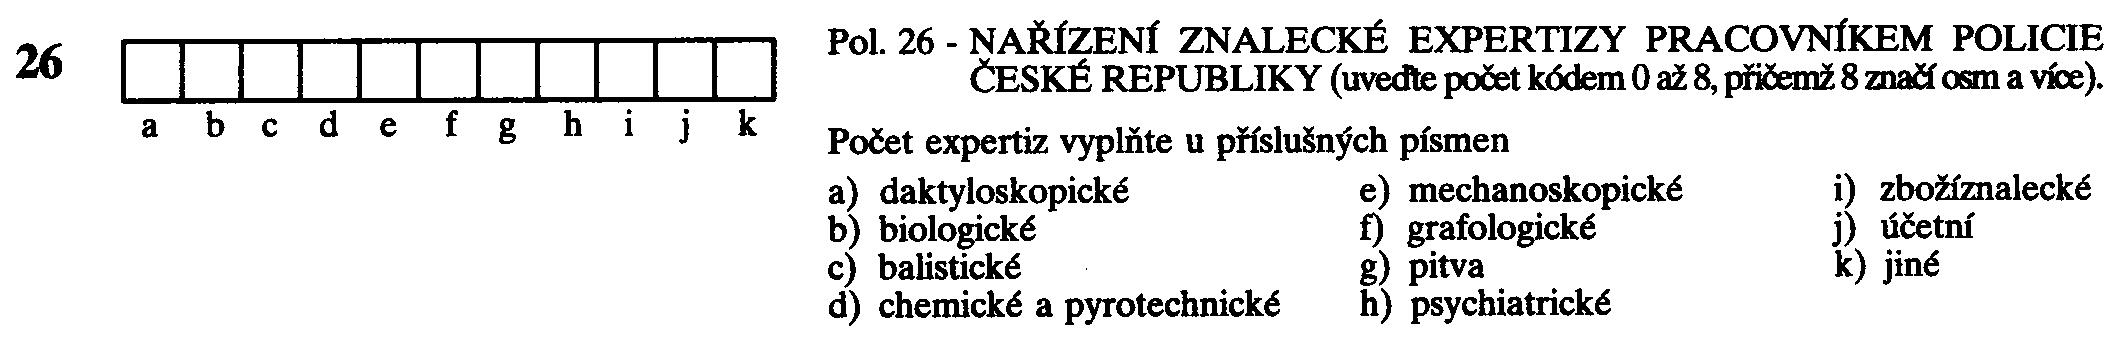 26
a b c d e f g h i j k
Pol. 26 - NAŘÍZENÍ ZNALECKÉ EXPERTIZY PRACOVNÍKEM POLICIE
ČESKÉ REPUBLIKY (uveďte počet kódem 0 až 8, přičemž 8 značí osm a více).
Počet expertiz vyplňte u příslušných písmen
a) daktyloskopické
b) biologické
c) balistické
d) chemické a pyrotechnické
e) mechanoskopické
f) grafologické
g) pitva
h) psychiatrické
i) zbožíznalecké
j) účetní
k) jiné